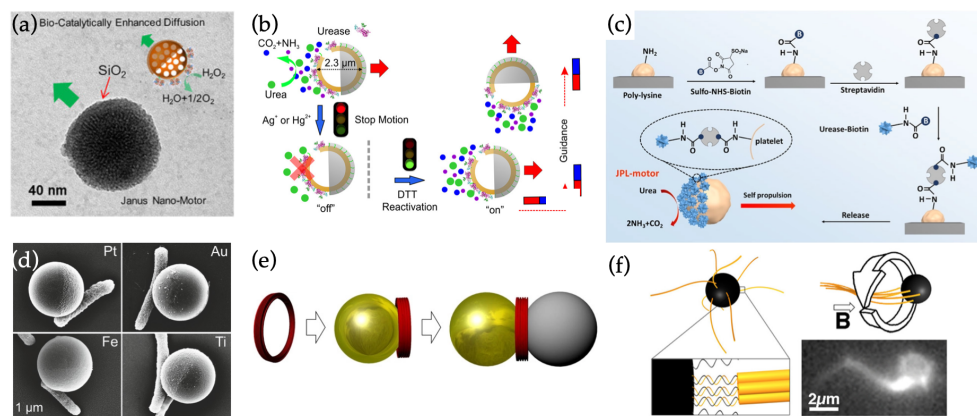 (a)
Bio-Catalytically Enhanced Diffusion
SiO2
H2O2
H2O+1/2O2
40 nm
Janus Nano-Motor
(b)
Urease
CO2+NH3
2.3 µm
Urea
Ag+ or Hg2+
Stop Motion
Guidance
"off"
DTT
Reactivation
"on"
(c)
NH2
Poly-lysine
SO3Na
O
N
O
O
O
B
Sulfo-NHS-Biotin
B
O
C
H-N
Streptavidin
O
C
H-N
Urease-Biotin
H
N
C
O
B
H
N
C
O
O
C
H
N
platelet
JPL-motor
Urea
2NH3+CO2
Self propulsion
Release
H
N
C
O
O
C
H-N
(d)
Pt
Au
Fe
Ti
1 µm
(e)
(f)
B
2µm